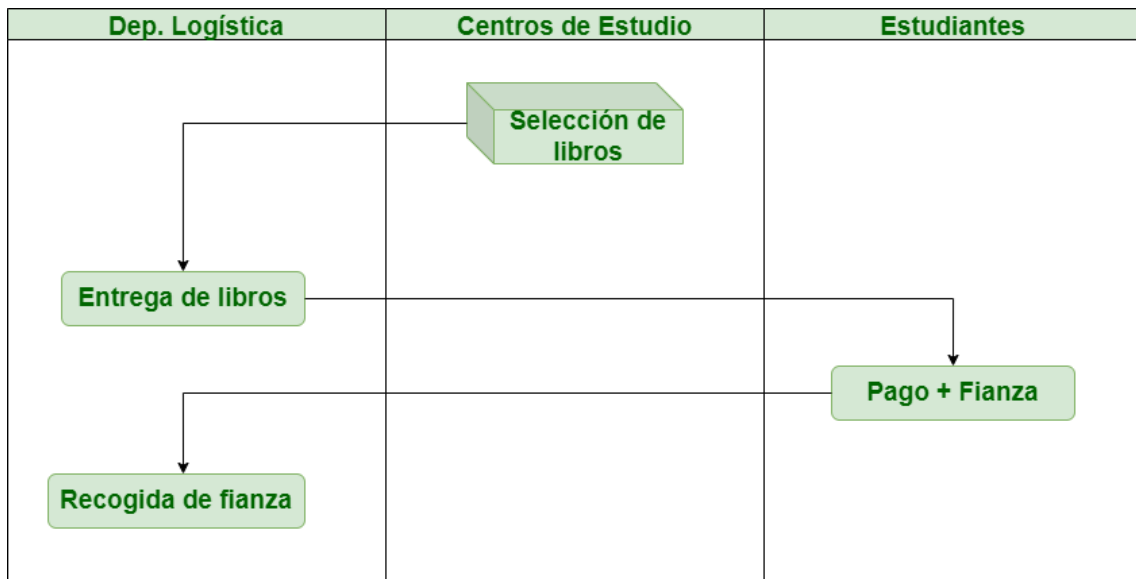 Dep. Logística
Centros de Estudio
Estudiantes
Selección de
libros
Entrega de libros
Pago + Fianza
Recogida de fianza